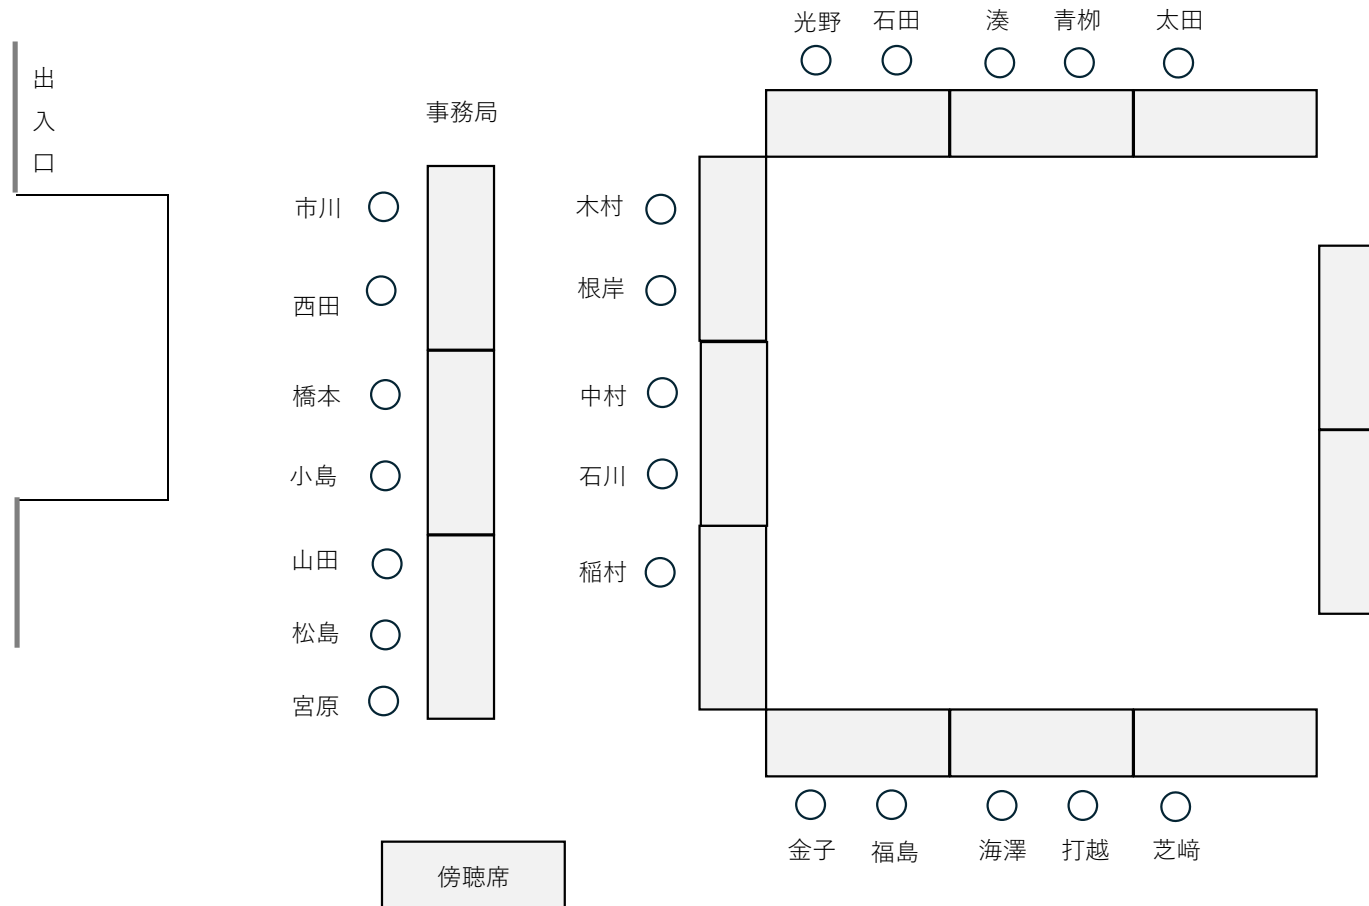 光野 石田 湊 青栁 太田
出入口
事務局
市川
西田
橋本
小島
山田
松島
宮原
木村
根岸
中村
石川
稲村
金子 福島 海澤 打越 芝﨑
傍聴席